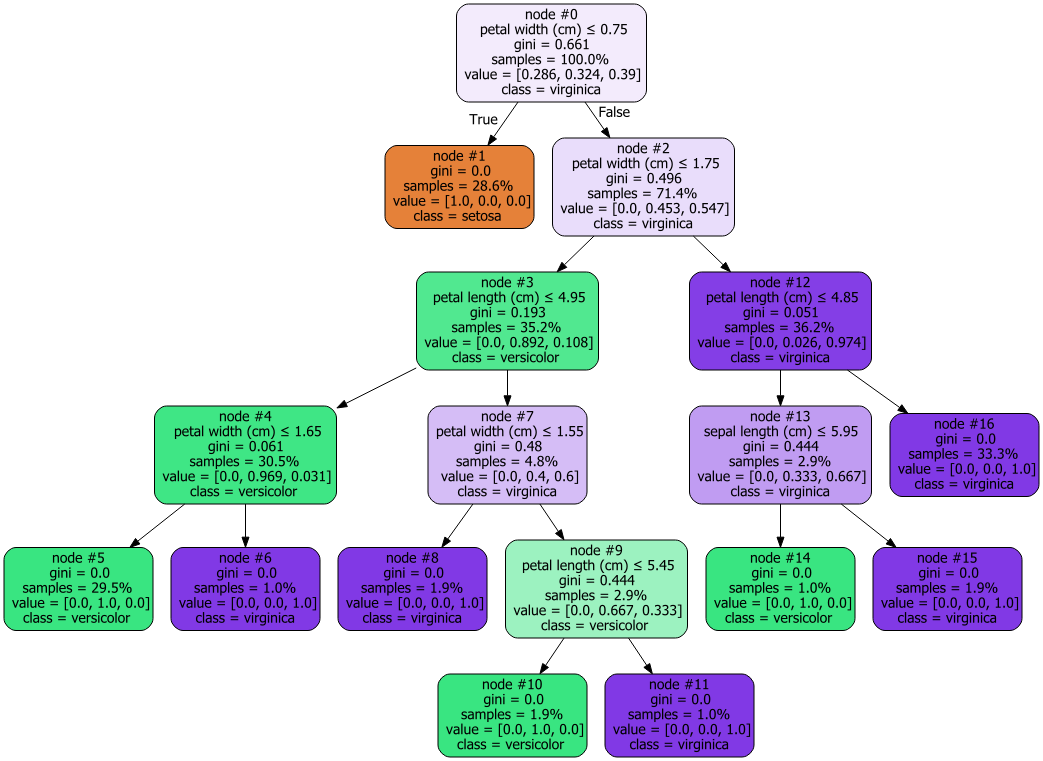 node #0
petal width (cm) ≤ 0.75
gini = 0.661
samples = 100.0%
value = [0.286, 0.324, 0.39]
class = virginica
True
False
node #1
gini = 0.0
samples = 28.6%
value = [1.0, 0.0, 0.0]
class = setosa
node #2
petal width (cm) ≤ 1.75
gini = 0.496
samples = 71.4%
value = [0.0, 0.453, 0.547]
class = virginica
node #3
petal length (cm) ≤ 4.95
gini = 0.193
samples = 35.2%
value = [0.0, 0.892, 0.108]
class = versicolor
node #12
petal length (cm) ≤ 4.85
gini = 0.051
samples = 36.2%
value = [0.0, 0.026, 0.974]
class = virginica
node #4
petal width (cm) ≤ 1.65
gini = 0.061
samples = 30.5%
value = [0.0, 0.969, 0.031]
class = versicolor
node #7
petal width (cm) ≤ 1.55
gini = 0.48
samples = 4.8%
value = [0.0, 0.4, 0.6]
class = virginica
node #13
sepal length (cm) ≤ 5.95
gini = 0.444
samples = 2.9%
value = [0.0, 0.333, 0.667]
class = virginica
node #16
gini = 0.0
samples = 33.3%
value = [0.0, 0.0, 1.0]
class = virginica
node #5
gini = 0.0
samples = 29.5%
value = [0.0, 1.0, 0.0]
class = versicolor
node #6
gini = 0.0
samples = 1.0%
value = [0.0, 0.0, 1.0]
class = virginica
node #8
gini = 0.0
samples = 1.9%
value = [0.0, 0.0, 1.0]
class = virginica
node #9
petal length (cm) ≤ 5.45
gini = 0.444
samples = 2.9%
value = [0.0, 0.667, 0.333]
class = versicolor
node #14
gini = 0.0
samples = 1.0%
value = [0.0, 1.0, 0.0]
class = versicolor
node #15
gini = 0.0
samples = 1.9%
value = [0.0, 0.0, 1.0]
class = virginica
node #10
gini = 0.0
samples = 1.9%
value = [0.0, 1.0, 0.0]
class = versicolor
node #11
gini = 0.0
samples = 1.0%
value = [0.0, 0.0, 1.0]
class = virginica